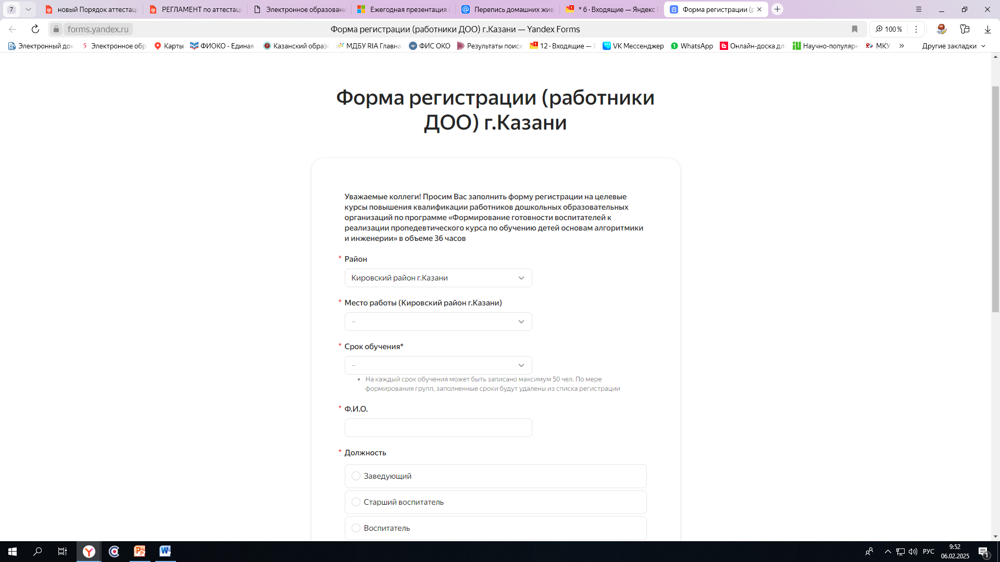 7
новый Порядок аттестац
РЕГЛАМЕНТ по аттестац
Электронное образовани
Ежегодная презентация (
Перепись домашних жив
* 6 · Входящие — Яндекс П
Форма регистрации (р
forms.yandex.ru
Форма регистрации (работники ДОО) г.Казани — Yandex Forms
100 %
Электронный док
Электронное обр
Карты
ФИОКО - Единая
Казанский образо
МДБУ RIA Главна
ФИС ОКО
Результаты поиск
12 · Входящие —
VK Мессенджер
WhatsApp
Онлайн-доска дл
Научно-популярн
МКУ
»
Другие закладки
Форма регистрации (работники
ДОО) г.Казани
Уважаемые коллеги! Просим Вас заполнить форму регистрации на целевые
курсы повышения квалификации работников дошкольных образовательных
организаций по программе «Формирование готовности воспитателей к
реализации пропедевтического курса по обучению детей основам алгоритмики
и инженерии» в объеме 36 часов
* Район
Кировский район г.Казани
* Место работы (Кировский район г.Казани)
–
* Срок обучения*
–
• На каждый срок обучения может быть записано максимум 50 чел. По мере
формирования групп, заполненные сроки будут удалены из списка регистрации
* Ф.И.О.
* Должность
Заведующий
Старший воспитатель
Воспитатель
РУС
9:52
06.02.2025
1